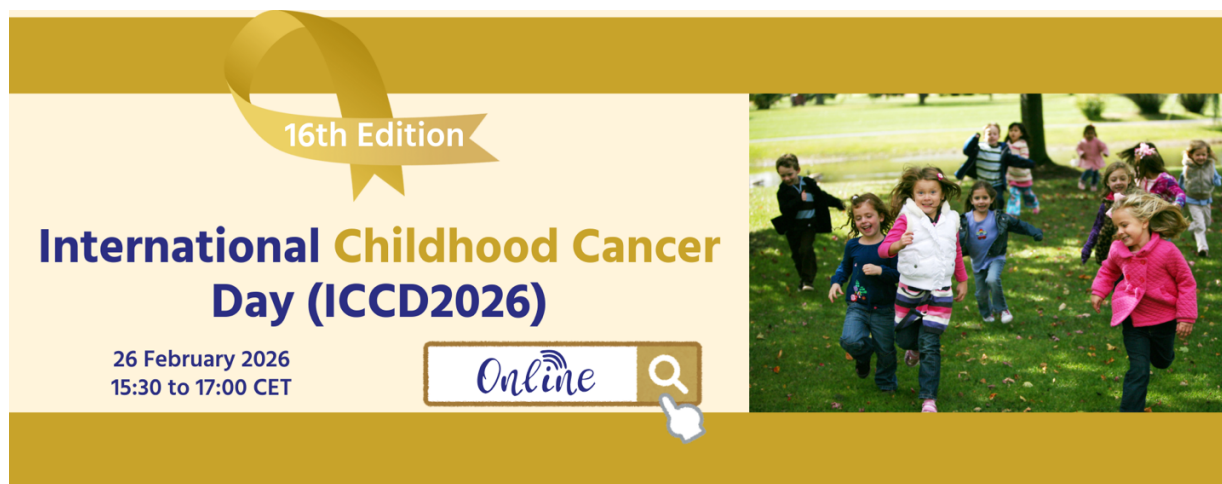 16th Edition
International Childhood Cancer
Day (ICCD2026)
26 February 2026
15:30 to 17:00 CET
Online